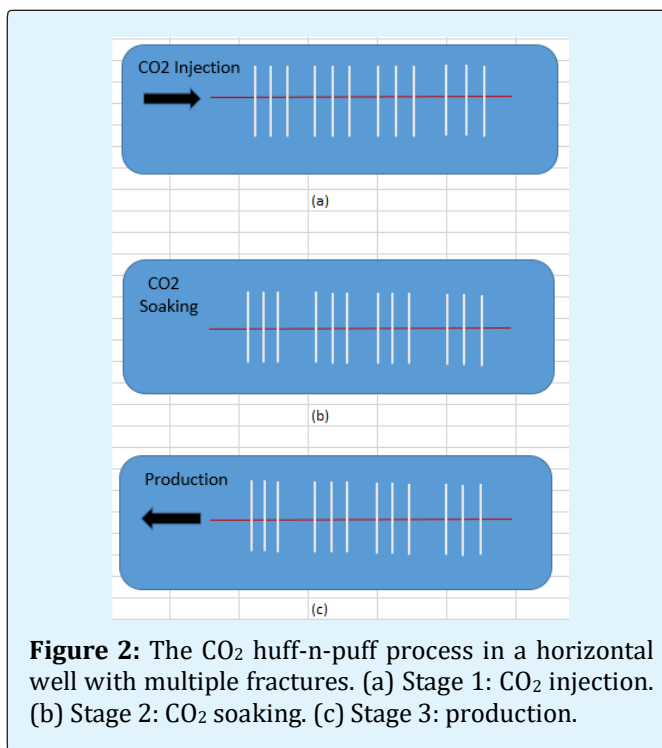 CO2 Injection
(a)
CO2
Soaking
(b)
Production
(c)
Figure 2: The CO₂ huff-n-puff process in a horizontal
well with multiple fractures. (a) Stage 1: CO₂ injection.
(b) Stage 2: CO₂ soaking. (c) Stage 3: production.